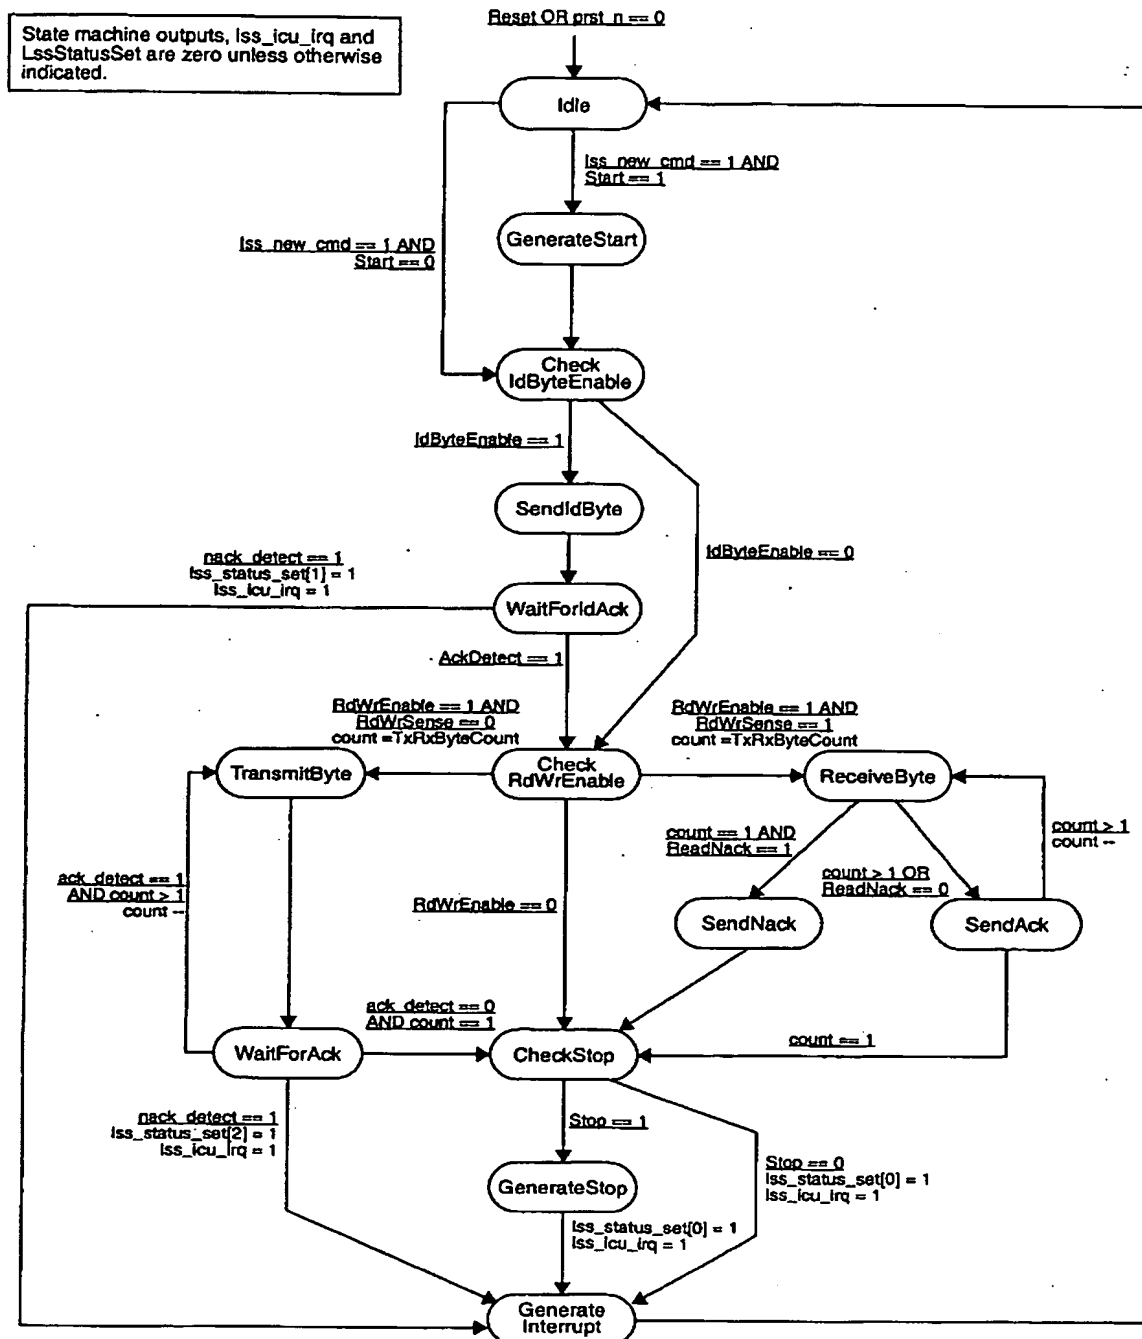 Reset OR prst_n == 0
State machine outputs, lss_icu_irq and
LssStatusSet are zero unless otherwise
indicated.
Idle
lss_new_cmd == 1 AND
Start == 1
GenerateStart
lss_new_cmd == 1 AND
Start == 0
Check
IdByteEnable
IdByteEnable == 1
SendIdByte
IdByteEnable == 0
nack_detect == 1
lss_status_set[1] = 1
lss_icu_irq = 1
WaitForIdAck
AckDetect == 1
RdWrEnable == 1 AND
RdWrSense == 0
count =TxRxByteCount
RdWrEnable == 1 AND
RdWrSense == 1
count =TxRxByteCount
TransmitByte
Check
RdWrEnable
ReceiveByte
count == 1 AND
ReadNack == 1
count > 1 OR
ReadNack == 0
count > 1
count --
ack_detect == 1
AND count > 1
count --
RdWrEnable == 0
SendNack
SendAck
ack_detect == 0
AND count == 1
WaitForAck
CheckStop
count == 1
nack_detect == 1
lss_status_set[2] = 1
lss_icu_irq = 1
Stop == 1
Stop == 0
lss_status_set[0] = 1
lss_icu_irq = 1
GenerateStop
lss_status_set[0] = 1
lss_icu_irq = 1
Generate
Interrupt